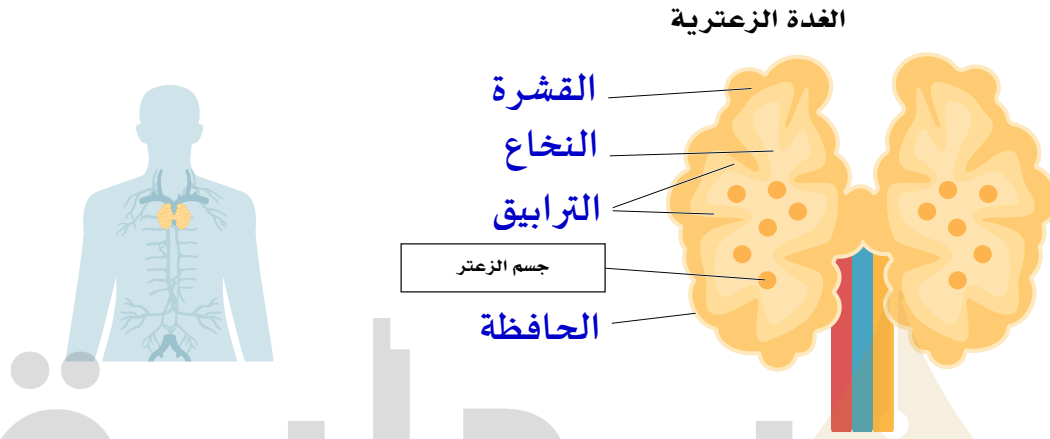 الغدة الزعترية
القشرة
النخاع
الترابيق
جسم الزعتر
الحافظة